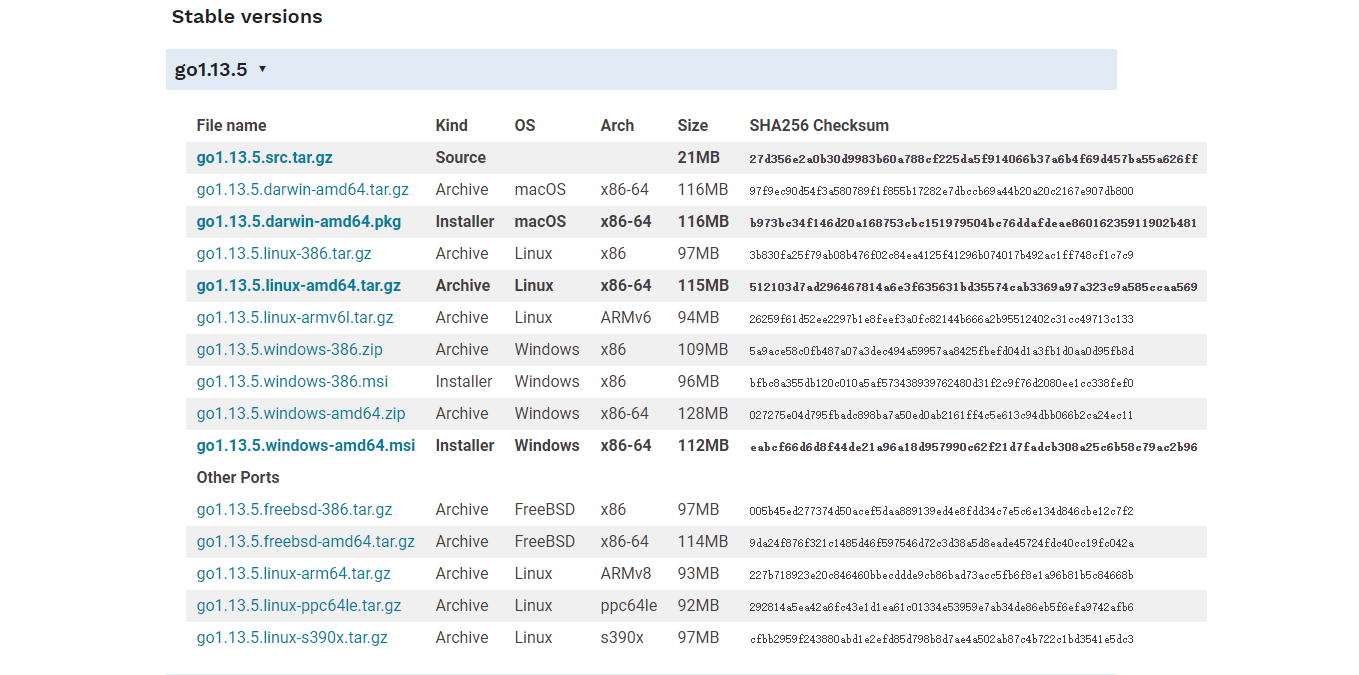 Stable versions
go1.13.5 ▾
File name Kind OS Arch Size SHA256 Checksum
go1.13.5.src.tar.gz Source 21MB 27d356e2a0b30d9983b60a788cf225da5f914066b37a6b4f69d457ba55a626ff
go1.13.5.darwin-amd64.tar.gz Archive macOS x86-64 116MB 97f9ec90d54f3a580789f1f855b17282e7dbccb69a44b20a20c2167e907db800
go1.13.5.darwin-amd64.pkg Installer macOS x86-64 116MB b973bc34f146d20a168753cbc151979504bc76ddafdeae86016235911902b481
go1.13.5.linux-386.tar.gz Archive Linux x86 97MB 3b830fa25f79ab08b476f02c84ea4125f41296b074017b492ac1ff748cf1c7c9
go1.13.5.linux-amd64.tar.gz Archive Linux x86-64 115MB 512103d7ad296467814a6e3f635631bd35574cab3369a97a323c9a585ccaa569
go1.13.5.linux-armv6l.tar.gz Archive Linux ARMv6 94MB 26259f61d52ee2297b1e8feef3a0fc82144b666a2b95512402c31cc49713c133
go1.13.5.windows-386.zip Archive Windows x86 109MB 5a9ace58c0fb487a07a3dec494a59957aa8425fbefd04d1a3fb1d0aa0d95fb8d
go1.13.5.windows-386.msi Installer Windows x86 96MB bfbc8a355db120c010a5af573438939762480d31f2c9f76d2080ee1cc338fef0
go1.13.5.windows-amd64.zip Archive Windows x86-64 128MB 027275e04d795fbadc898ba7a50ed0ab2161ff4c5e613c94dbb066b2ca24ec11
go1.13.5.windows-amd64.msi Installer Windows x86-64 112MB eabcf66d6d8f44de21a96a18d957990c62f21d7fadcb308a25c6b58c79ac2b96
Other Ports
go1.13.5.freebsd-386.tar.gz Archive FreeBSD x86 97MB 005b45ed277374d50acef5daa889139ed4e8fdd34c7e5c6e134d846cbe12c7f2
go1.13.5.freebsd-amd64.tar.gz Archive FreeBSD x86-64 114MB 9da24f876f321c1485d46f597546d72c3d38a5d8eade45724fdc40cc19fc042a
go1.13.5.linux-arm64.tar.gz Archive Linux ARMv8 93MB 227b718923e20c846460bbecddde9cb86bad73acc5fb6f8e1a96b81b5c84668b
go1.13.5.linux-ppc64le.tar.gz Archive Linux ppc64le 92MB 292814a5ea42a6fc43e1d1ea61c01334e53959e7ab34de86eb5f6efa9742afb6
go1.13.5.linux-s390x.tar.gz Archive Linux s390x 97MB cfbb2959f243880abd1e2efd85d798b8d7ae4a502ab87c4b722c1bd3541e5dc3